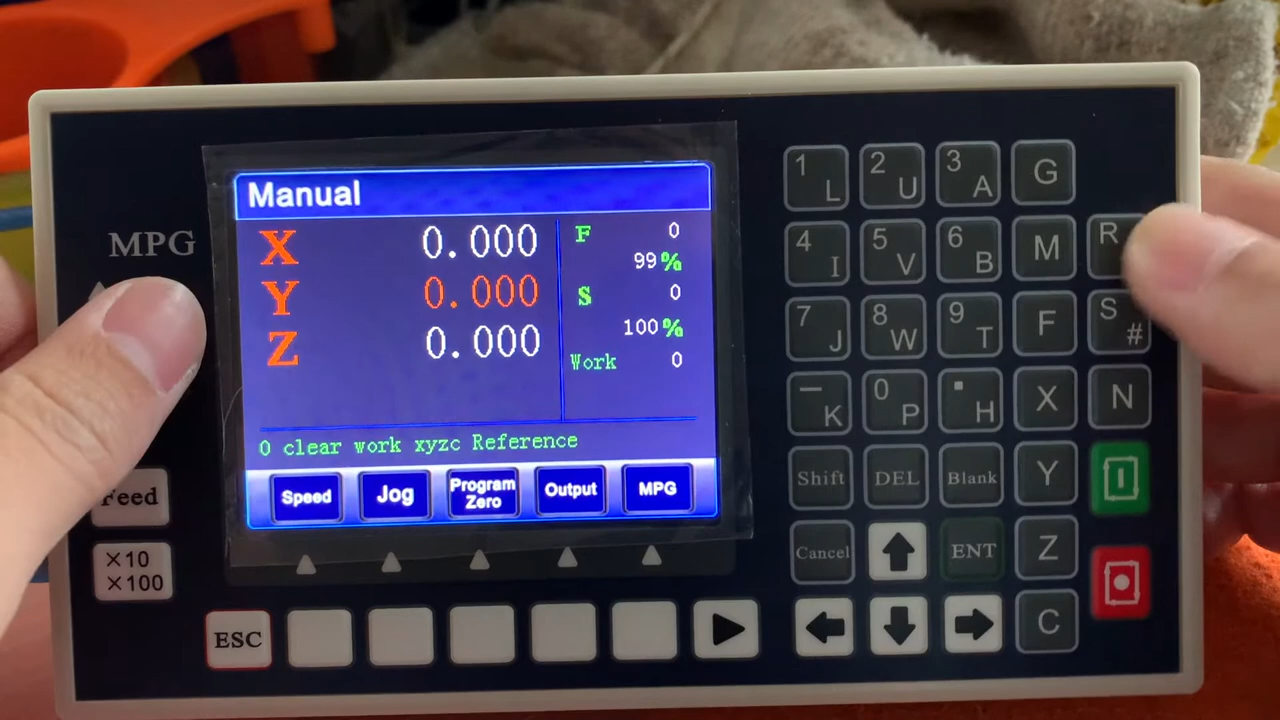 MPG
Manual
X 0.000
Y 0.000
Z 0.000
F 0
99%
S 0
100%
Work 0
0 clear work xyzc Reference
Speed Jog Program Zero Output MPG
Feed
×10
×100
ESC
1 L 2 U 3 A G
4 I 5 V 6 B M R
7 J 8 W 9 T F S #
— K 0 P . H X N
Shift DEL Blank Y
Cancel ENT Z
C